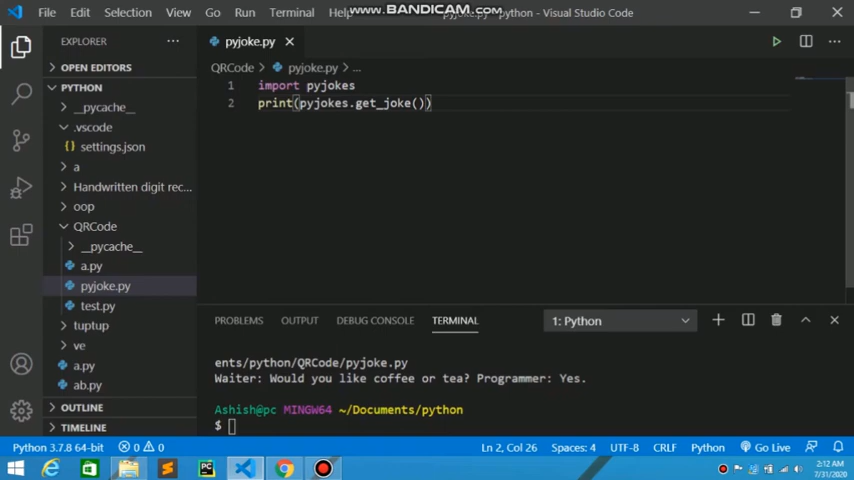 File Edit Selection View Go Run Terminal Help
www.BANDICAM.com
pyjoke.py - python - Visual Studio Code
EXPLORER
pyjoke.py
OPEN EDITORS
QRCode > pyjoke.py > ...
PYTHON
1 import pyjokes
2 print(pyjokes.get_joke())
__pycache__
.vscode
{} settings.json
a
Handwritten digit rec...
oop
QRCode
__pycache__
a.py
pyjoke.py
test.py
tuptup
ve
a.py
ab.py
OUTLINE
TIMELINE
PROBLEMS OUTPUT DEBUG CONSOLE TERMINAL
1: Python
ents/python/QRCode/pyjoke.py
Waiter: Would you like coffee or tea? Programmer: Yes.
Ashish@pc MINGW64 ~/Documents/python
$
Python 3.7.8 64-bit 0 0 Ln 2, Col 26 Spaces: 4 UTF-8 CRLF Python Go Live
PC
2:12 AM
7/31/2020